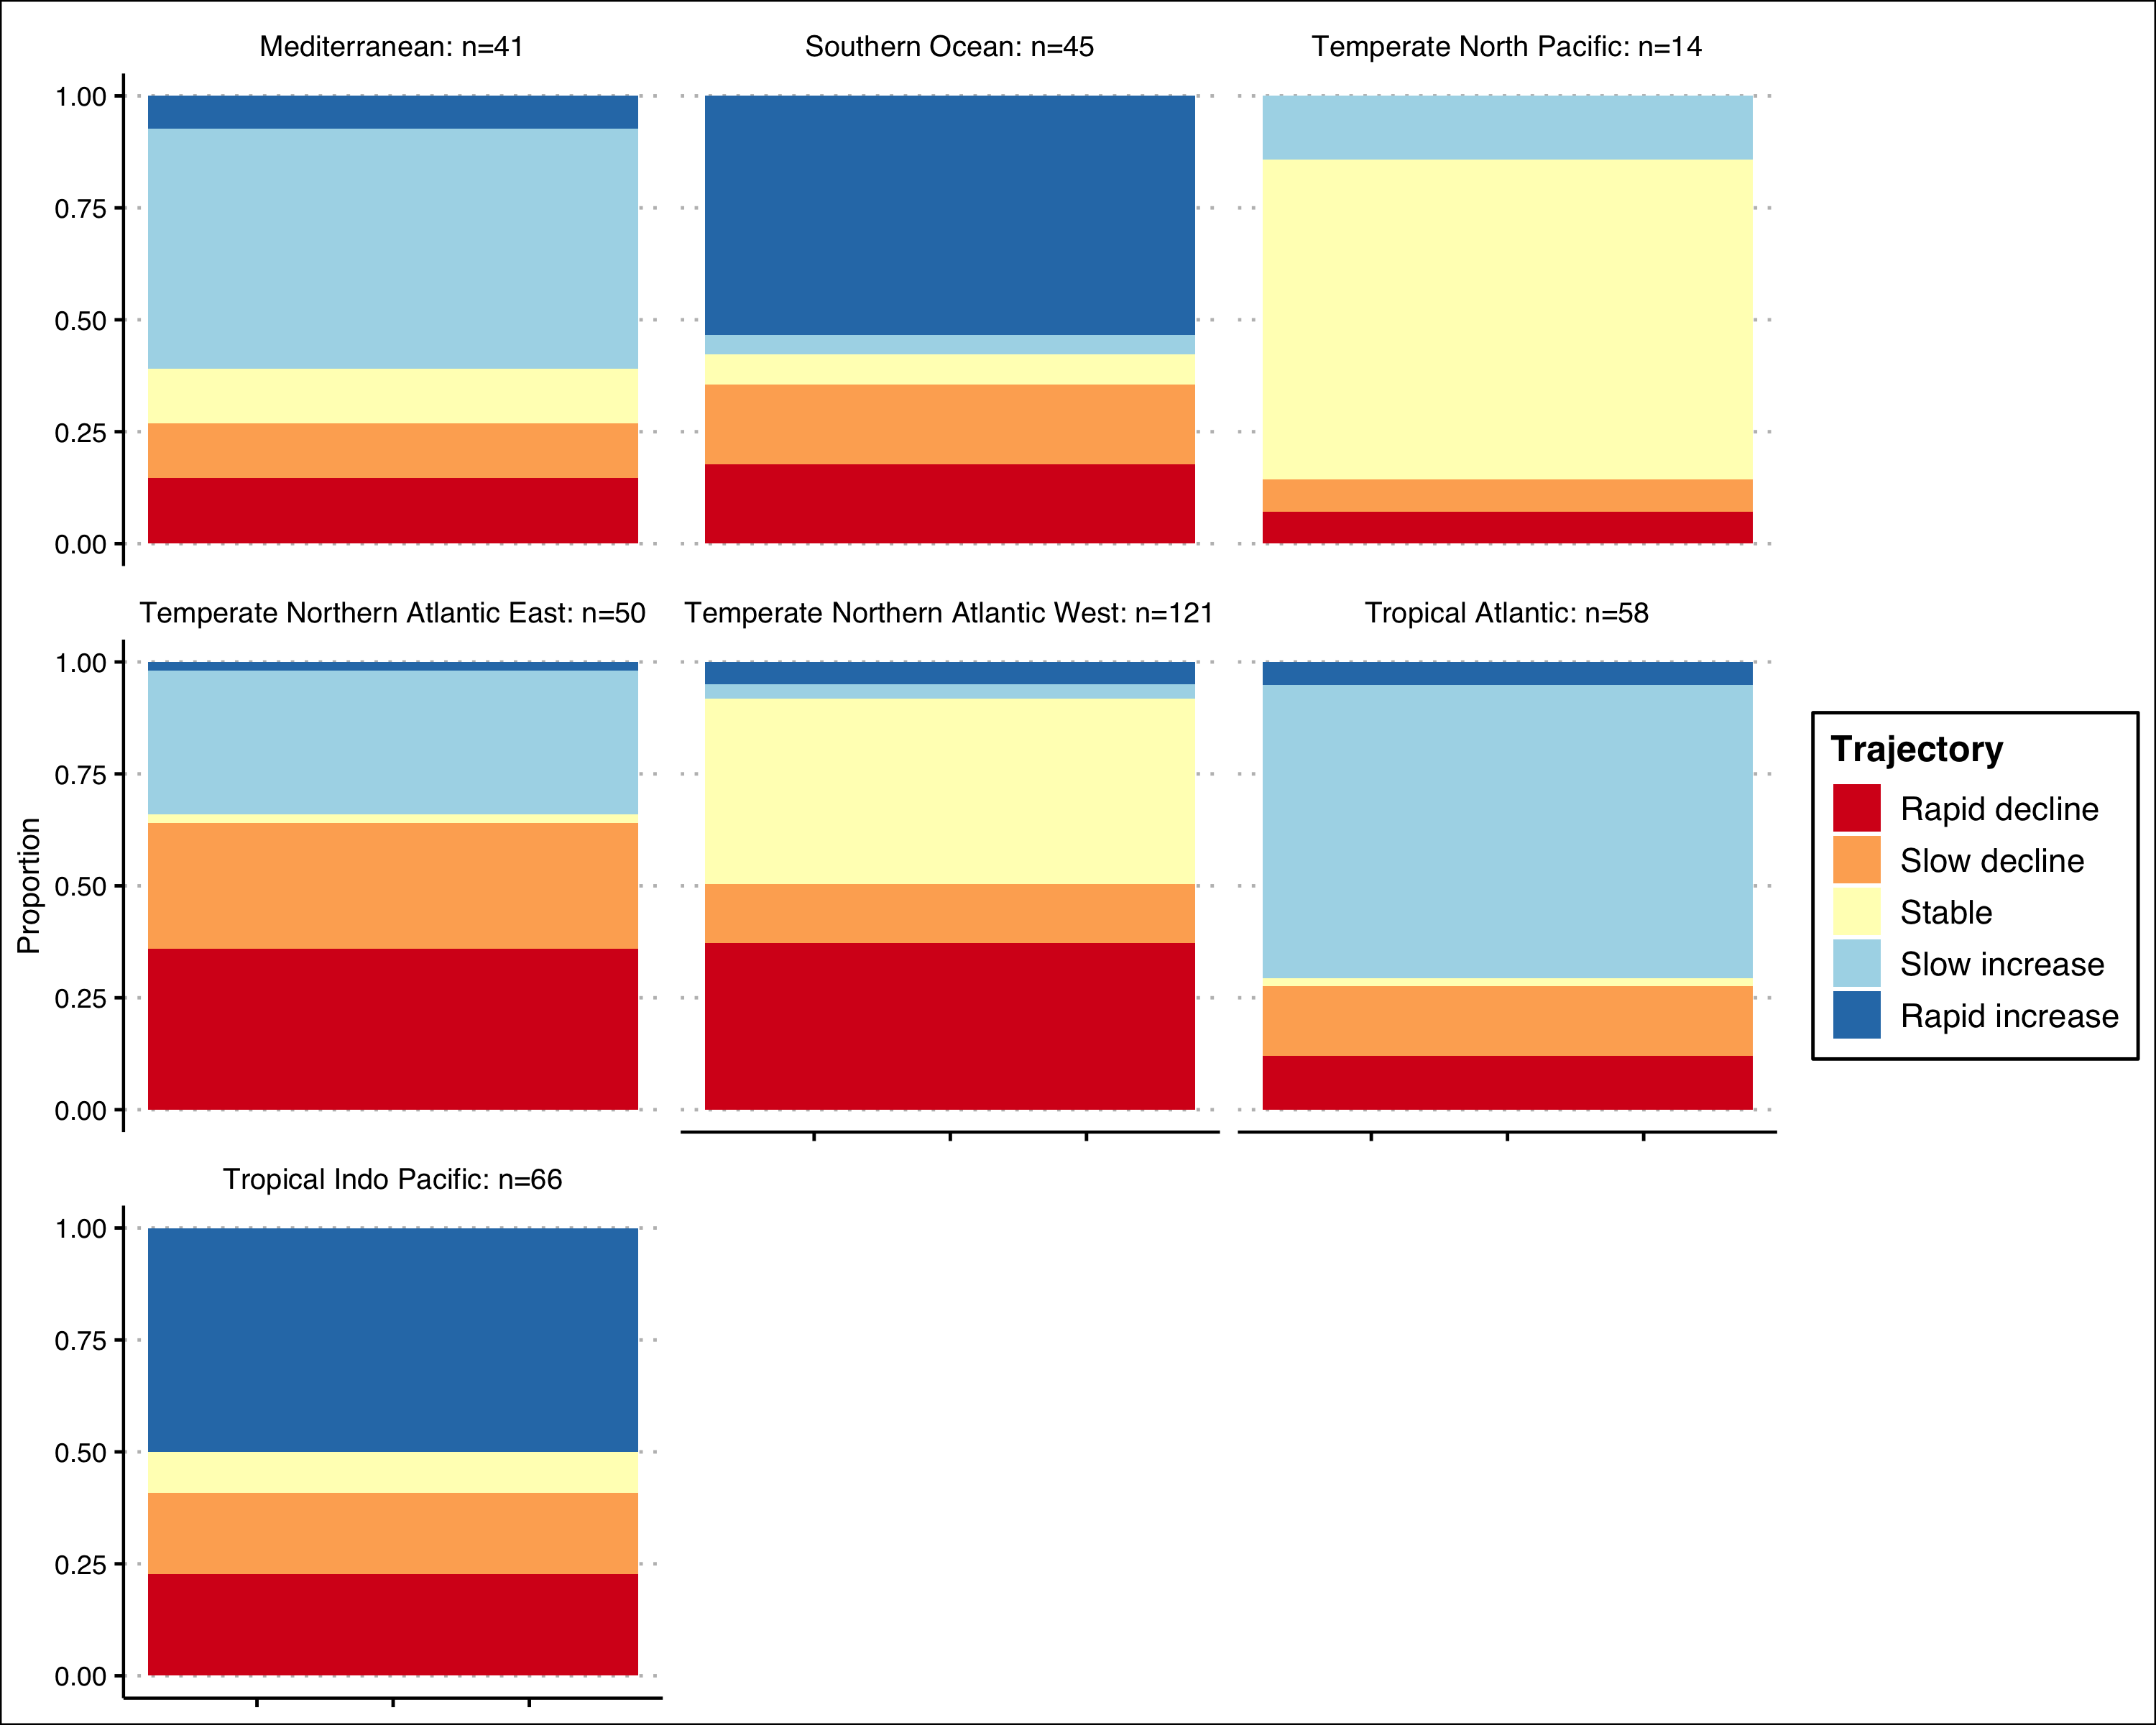 Mediterranean: n=41
Southern Ocean: n=45
Temperate North Pacific: n=14
1.00
0.75
0.50
0.25
0.00
Temperate Northern Atlantic East: n=50
Temperate Northern Atlantic West: n=121
Tropical Atlantic: n=58
1.00
0.75
0.50
0.25
0.00
Proportion
Tropical Indo Pacific: n=66
1.00
0.75
0.50
0.25
0.00
Trajectory
Rapid decline
Slow decline
Stable
Slow increase
Rapid increase